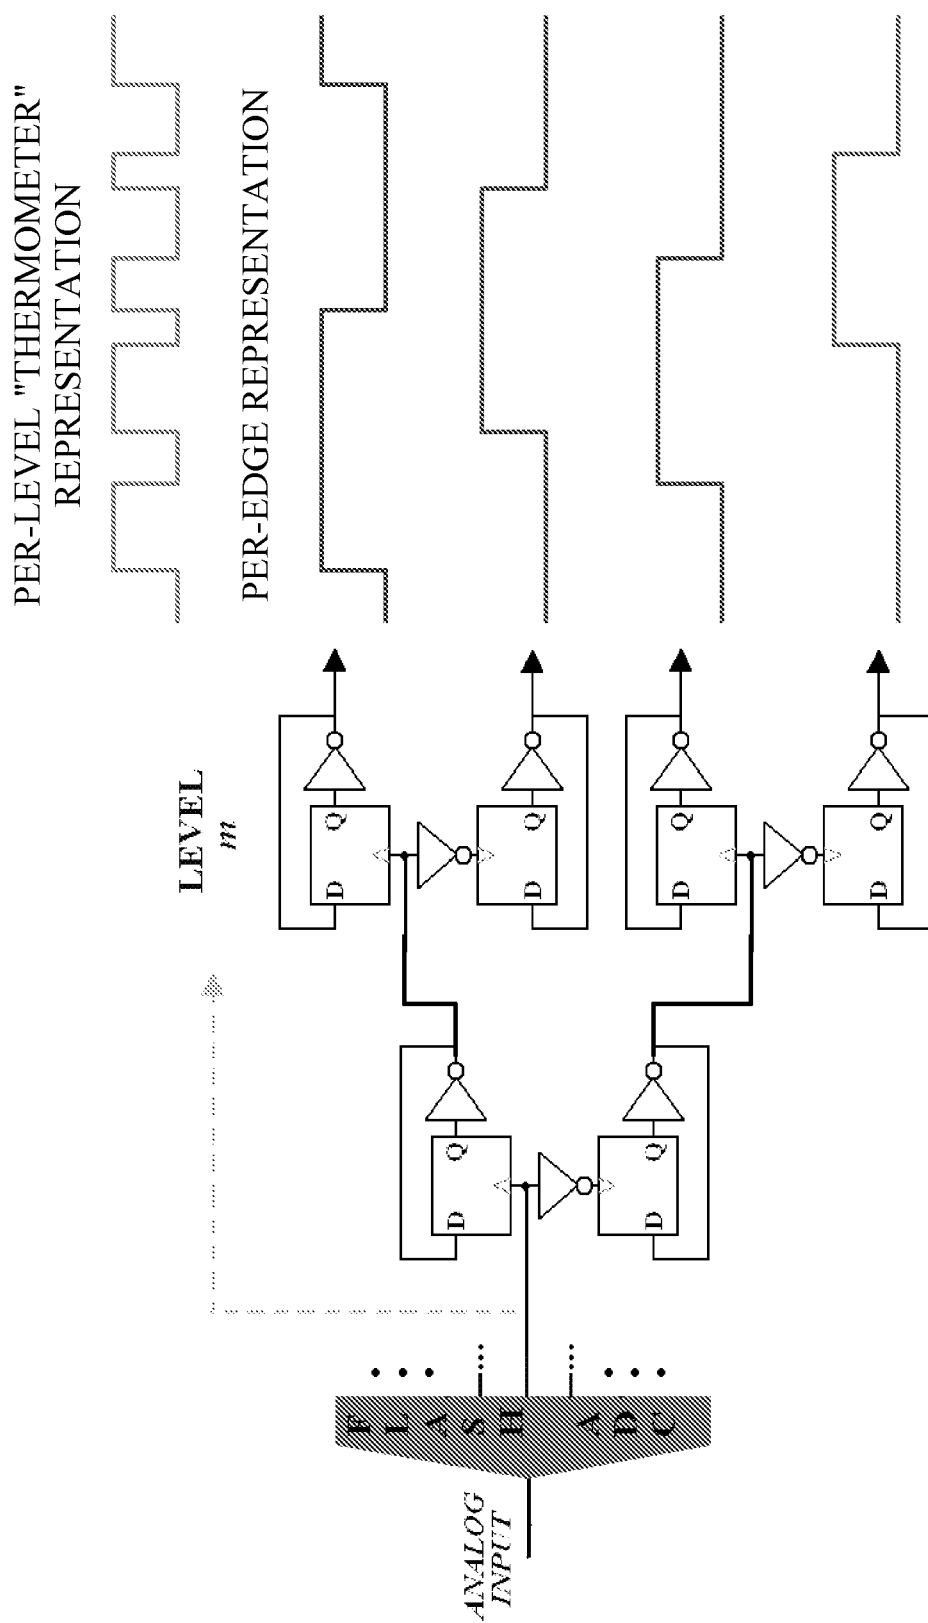 PER-LEVEL "THERMOMETER"
REPRESENTATION
PER-EDGE REPRESENTATION
LEVEL
m
D Q
D Q
D Q
D Q
D Q
D Q
FLASH ADC
ANALOG
INPUT